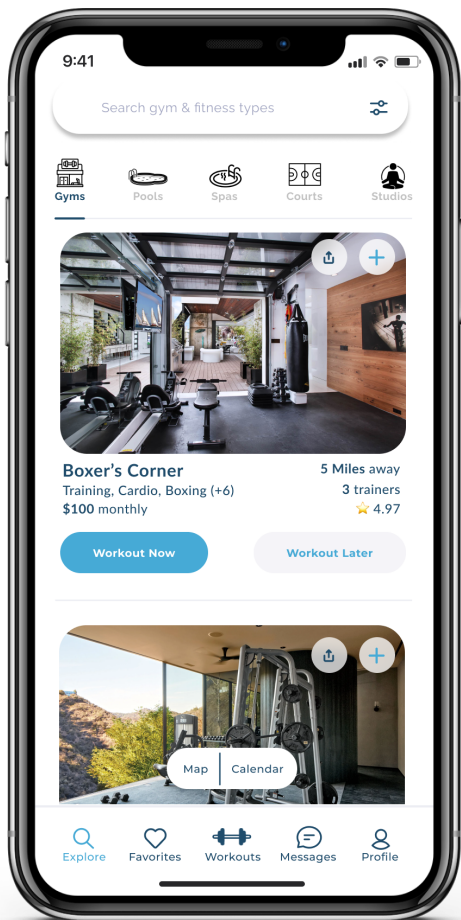 9:41
Search gym & fitness types
Gyms Pools Spas Courts Studios
Boxer's Corner
5 Miles away
Training, Cardio, Boxing (+6)
3 trainers
$100 monthly
4.97
Workout Now
Workout Later
Map Calendar
Explore Favorites Workouts Messages Profile